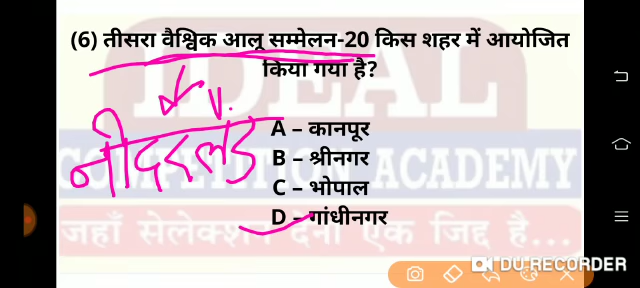 (6) तीसरा वैश्विक आलू सम्मेलन-20 किस शहर में आयोजित
किया गया है?
A – कानपूर
B – श्रीनगर
C – भोपाल
D – गांधीनगर
नीदरलैंड
IDEAL
COMPETITION ACADEMY
जहाँ सेलेक्शन देना एक जिद्द है...
DU RECORDER